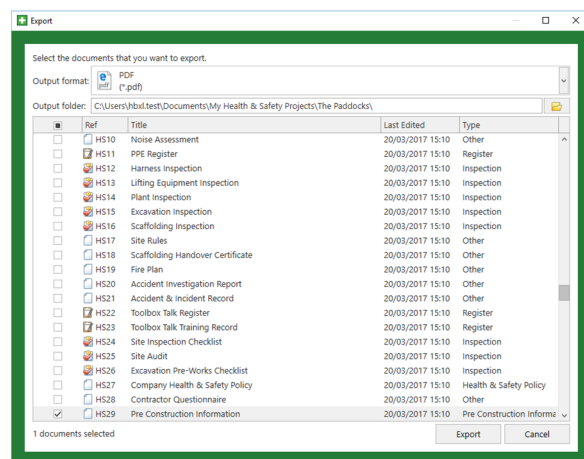 Export
Select the documents that you want to export.
Output format: PDF
(*.pdf)
Output folder: C:\Users\hbxl.test\Documents\My Health & Safety Projects\The Paddocks\
Ref Title Last Edited Type
HS10 Noise Assessment 20/03/2017 15:10 Other
HS11 PPE Register 20/03/2017 15:10 Register
HS12 Harness Inspection 20/03/2017 15:10 Inspection
HS13 Lifting Equipment Inspection 20/03/2017 15:10 Inspection
HS14 Plant Inspection 20/03/2017 15:10 Inspection
HS15 Excavation Inspection 20/03/2017 15:10 Inspection
HS16 Scaffolding Inspection 20/03/2017 15:10 Inspection
HS17 Site Rules 20/03/2017 15:10 Other
HS18 Scaffolding Handover Certificate 20/03/2017 15:10 Other
HS19 Fire Plan 20/03/2017 15:10 Other
HS20 Accident Investigation Report 20/03/2017 15:10 Other
HS21 Accident & Incident Record 20/03/2017 15:10 Other
HS22 Toolbox Talk Register 20/03/2017 15:10 Register
HS23 Toolbox Talk Training Record 20/03/2017 15:10 Register
HS24 Site Inspection Checklist 20/03/2017 15:10 Inspection
HS25 Site Audit 20/03/2017 15:10 Inspection
HS26 Excavation Pre-Works Checklist 20/03/2017 15:10 Inspection
HS27 Company Health & Safety Policy 20/03/2017 15:10 Health & Safety Policy
HS28 Contractor Questionnaire 20/03/2017 15:10 Other
HS29 Pre Construction Information 20/03/2017 15:10 Pre Construction Informa
1 documents selected Export Cancel